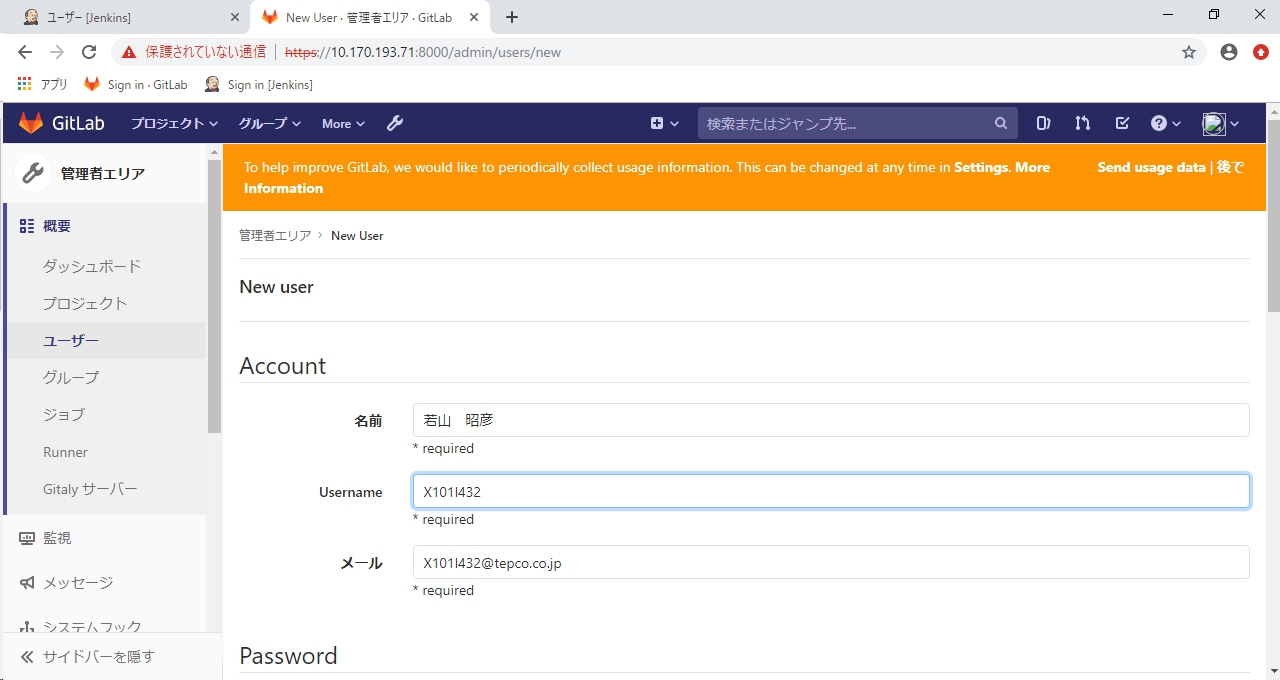 ユーザー [Jenkins]
New User · 管理者エリア · GitLab
保護されていない通信 | https://10.170.193.71:8000/admin/users/new
アプリ Sign in · GitLab Sign in [Jenkins]
GitLab プロジェクト グループ More 検索またはジャンプ先...
管理者エリア
概要
ダッシュボード
プロジェクト
ユーザー
グループ
ジョブ
Runner
Gitaly サーバー
監視
メッセージ
システムフック
サイドバーを隠す
To help improve GitLab, we would like to periodically collect usage information. This can be changed at any time in Settings. More
Information
Send usage data | 後で
管理者エリア > New User
New user
Account
名前 若山　昭彦
* required
Username X101I432
* required
メール X101I432@tepco.co.jp
* required
Password